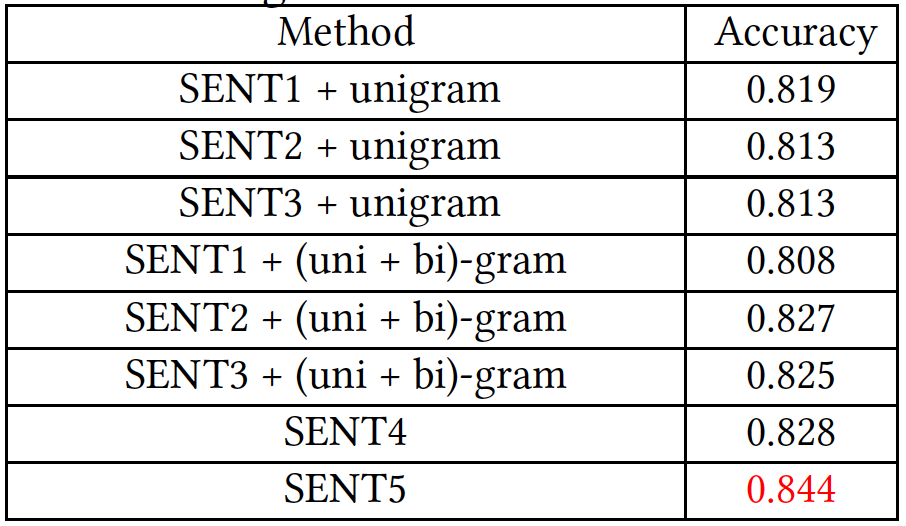 Method Accuracy
SENT1 + unigram 0.819
SENT2 + unigram 0.813
SENT3 + unigram 0.813
SENT1 + (uni + bi)-gram 0.808
SENT2 + (uni + bi)-gram 0.827
SENT3 + (uni + bi)-gram 0.825
SENT4 0.828
SENT5 0.844